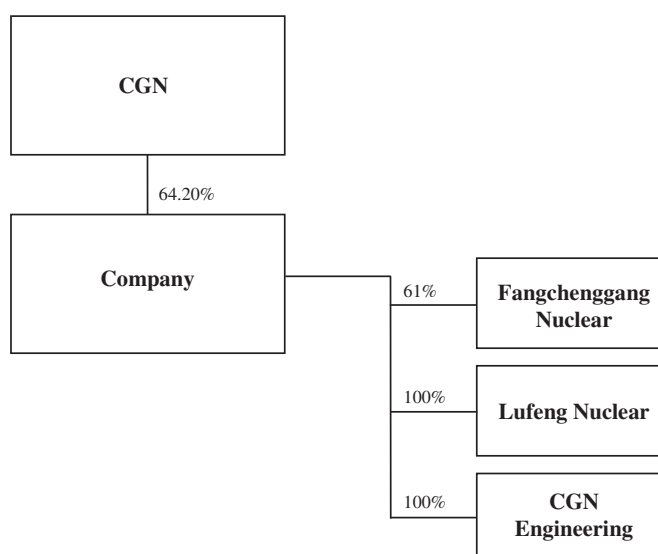 CGN
64.20%
Company
61%
Fangchenggang
Nuclear
100%
Lufeng Nuclear
100%
CGN
Engineering